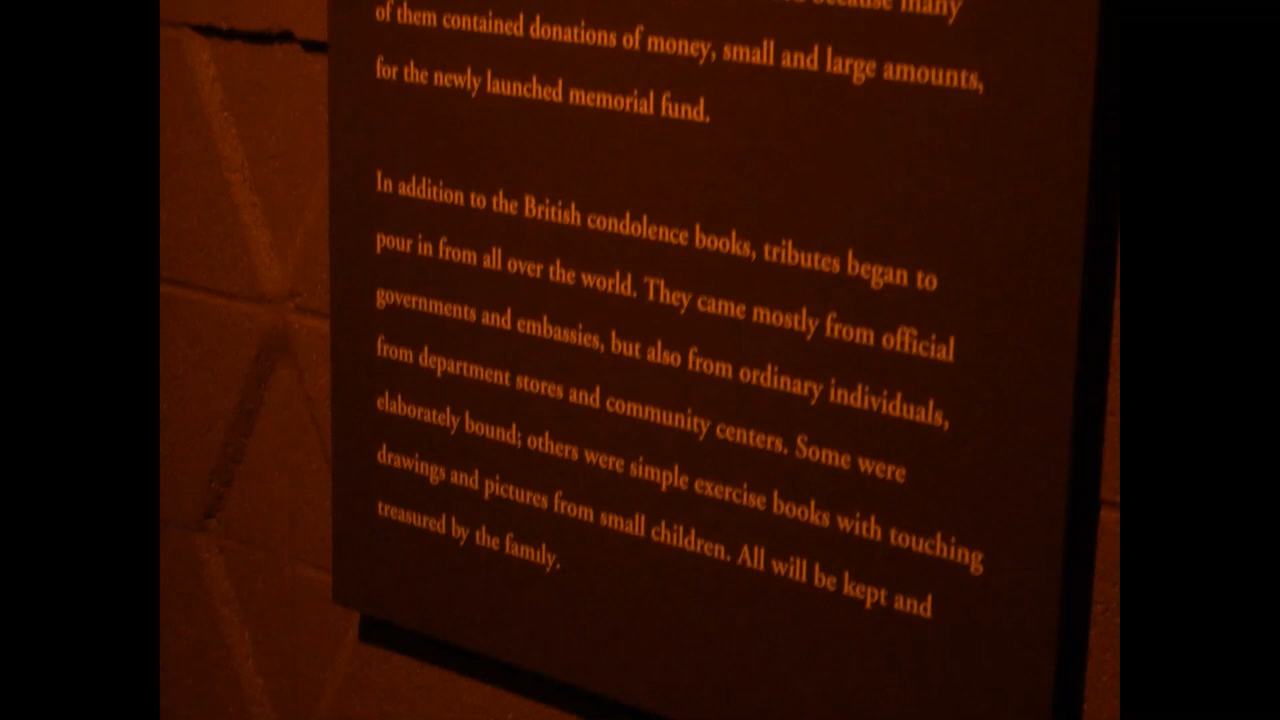 because many
of them contained donations of money, small and large amounts,
for the newly launched memorial fund.
In addition to the British condolence books, tributes began to
pour in from all over the world. They came mostly from official
governments and embassies, but also from ordinary individuals,
from department stores and community centers. Some were
elaborately bound; others were simple exercise books with touching
drawings and pictures from small children. All will be kept and
treasured by the family.